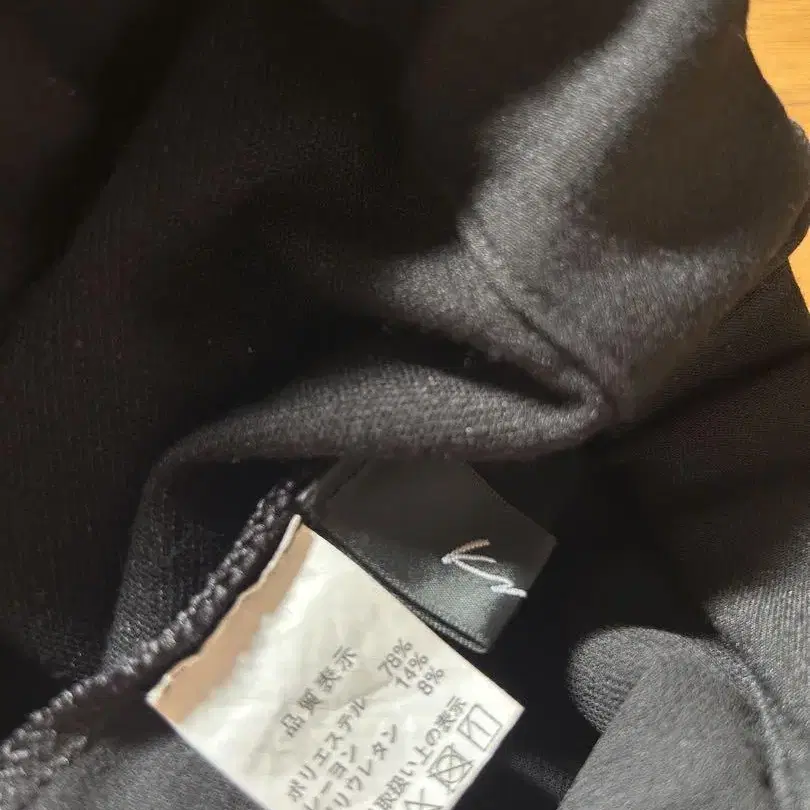 品質表示
ポリエステル 78%
レーヨン 14%
ポリウレタン 8%
取扱い上の表示